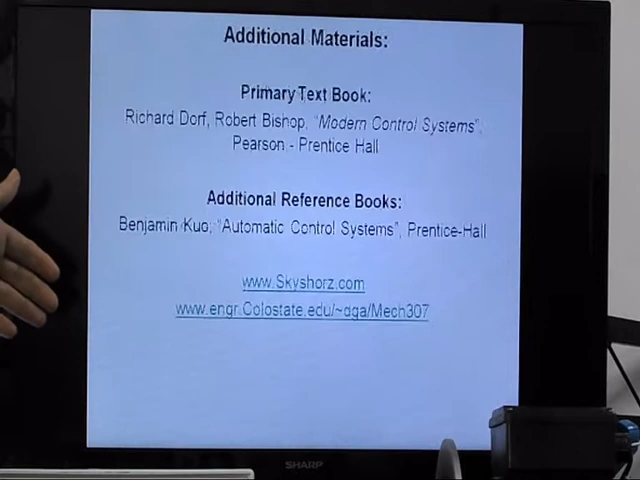 Additional Materials:
Primary Text Book:
Richard Dorf, Robert Bishop, "Modern Control Systems",
Pearson - Prentice Hall
Additional Reference Books:
Benjamin Kuo; "Automatic Control Systems", Prentice-Hall
www.Skyshorz.com
www.engr.Colostate.edu/~aga/Mech307
SHARP